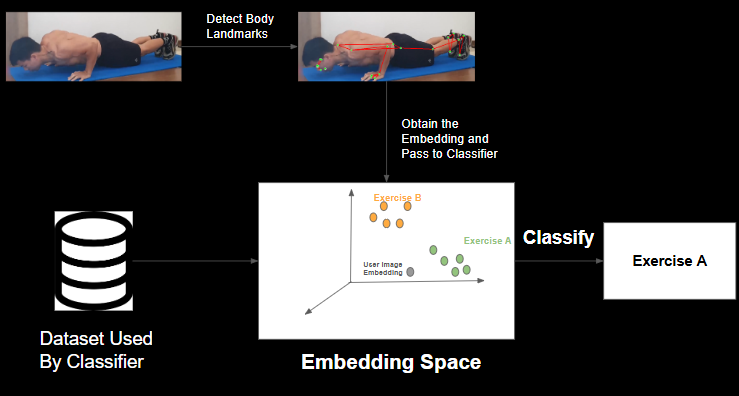 Detect Body
Landmarks
Obtain the
Embedding and
Pass to Classifier
Exercise B
Exercise A
User Image
Embedding
Classify
Exercise A
Dataset Used
By Classifier
Embedding Space